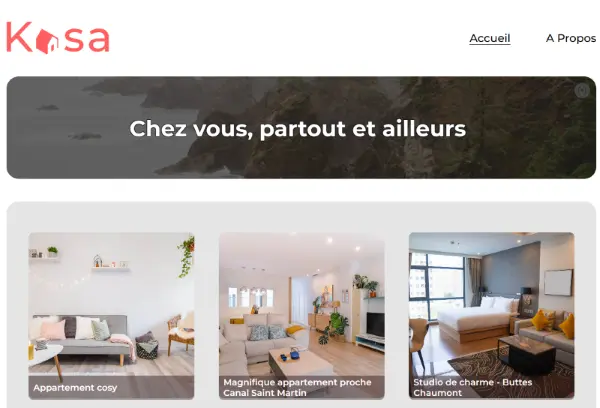 Kasa
Accueil
A Propos
Chez vous, partout et ailleurs
Appartement cosy
Magnifique appartement proche
Canal Saint Martin
Studio de charme - Buttes
Chaumont